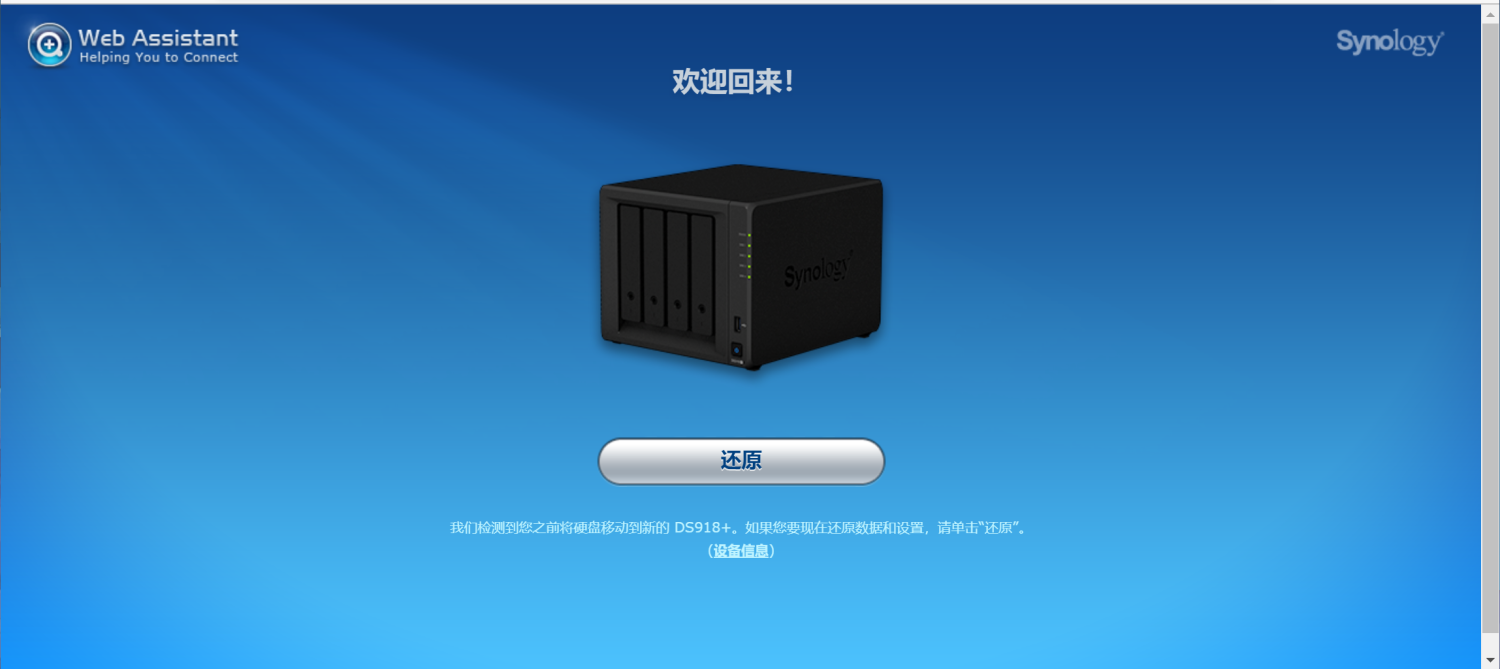 Web Assistant
Helping You to Connect
Synology
欢迎回来!
Synology
还原
我们检测到您之前将硬盘移动到新的 DS918+。如果您要现在还原数据和设置，请单击“还原”。
(设备信息)